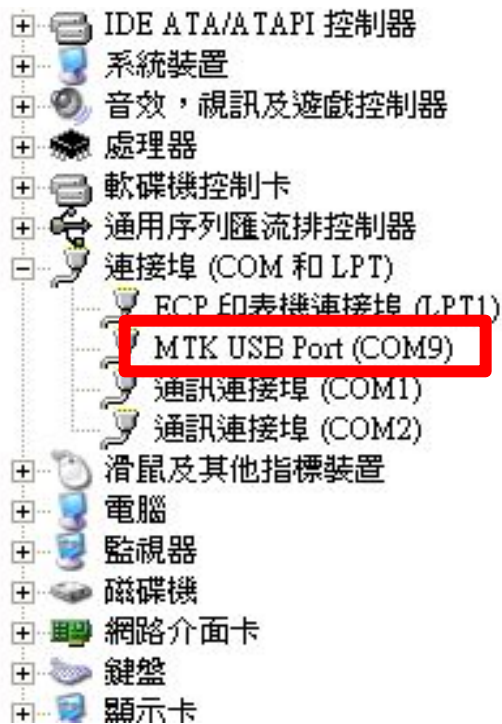 IDE ATA/ATAPI 控制器
系統裝置
音效，視訊及遊戲控制器
處理器
軟碟機控制卡
通用序列匯流排控制器
連接埠 (COM 和 LPT)
ECP 印表機連接埠 (LPT1)
MTK USB Port (COM9)
通訊連接埠 (COM1)
通訊連接埠 (COM2)
滑鼠及其他指標裝置
電腦
監視器
磁碟機
網路介面卡
鍵盤
顯示卡